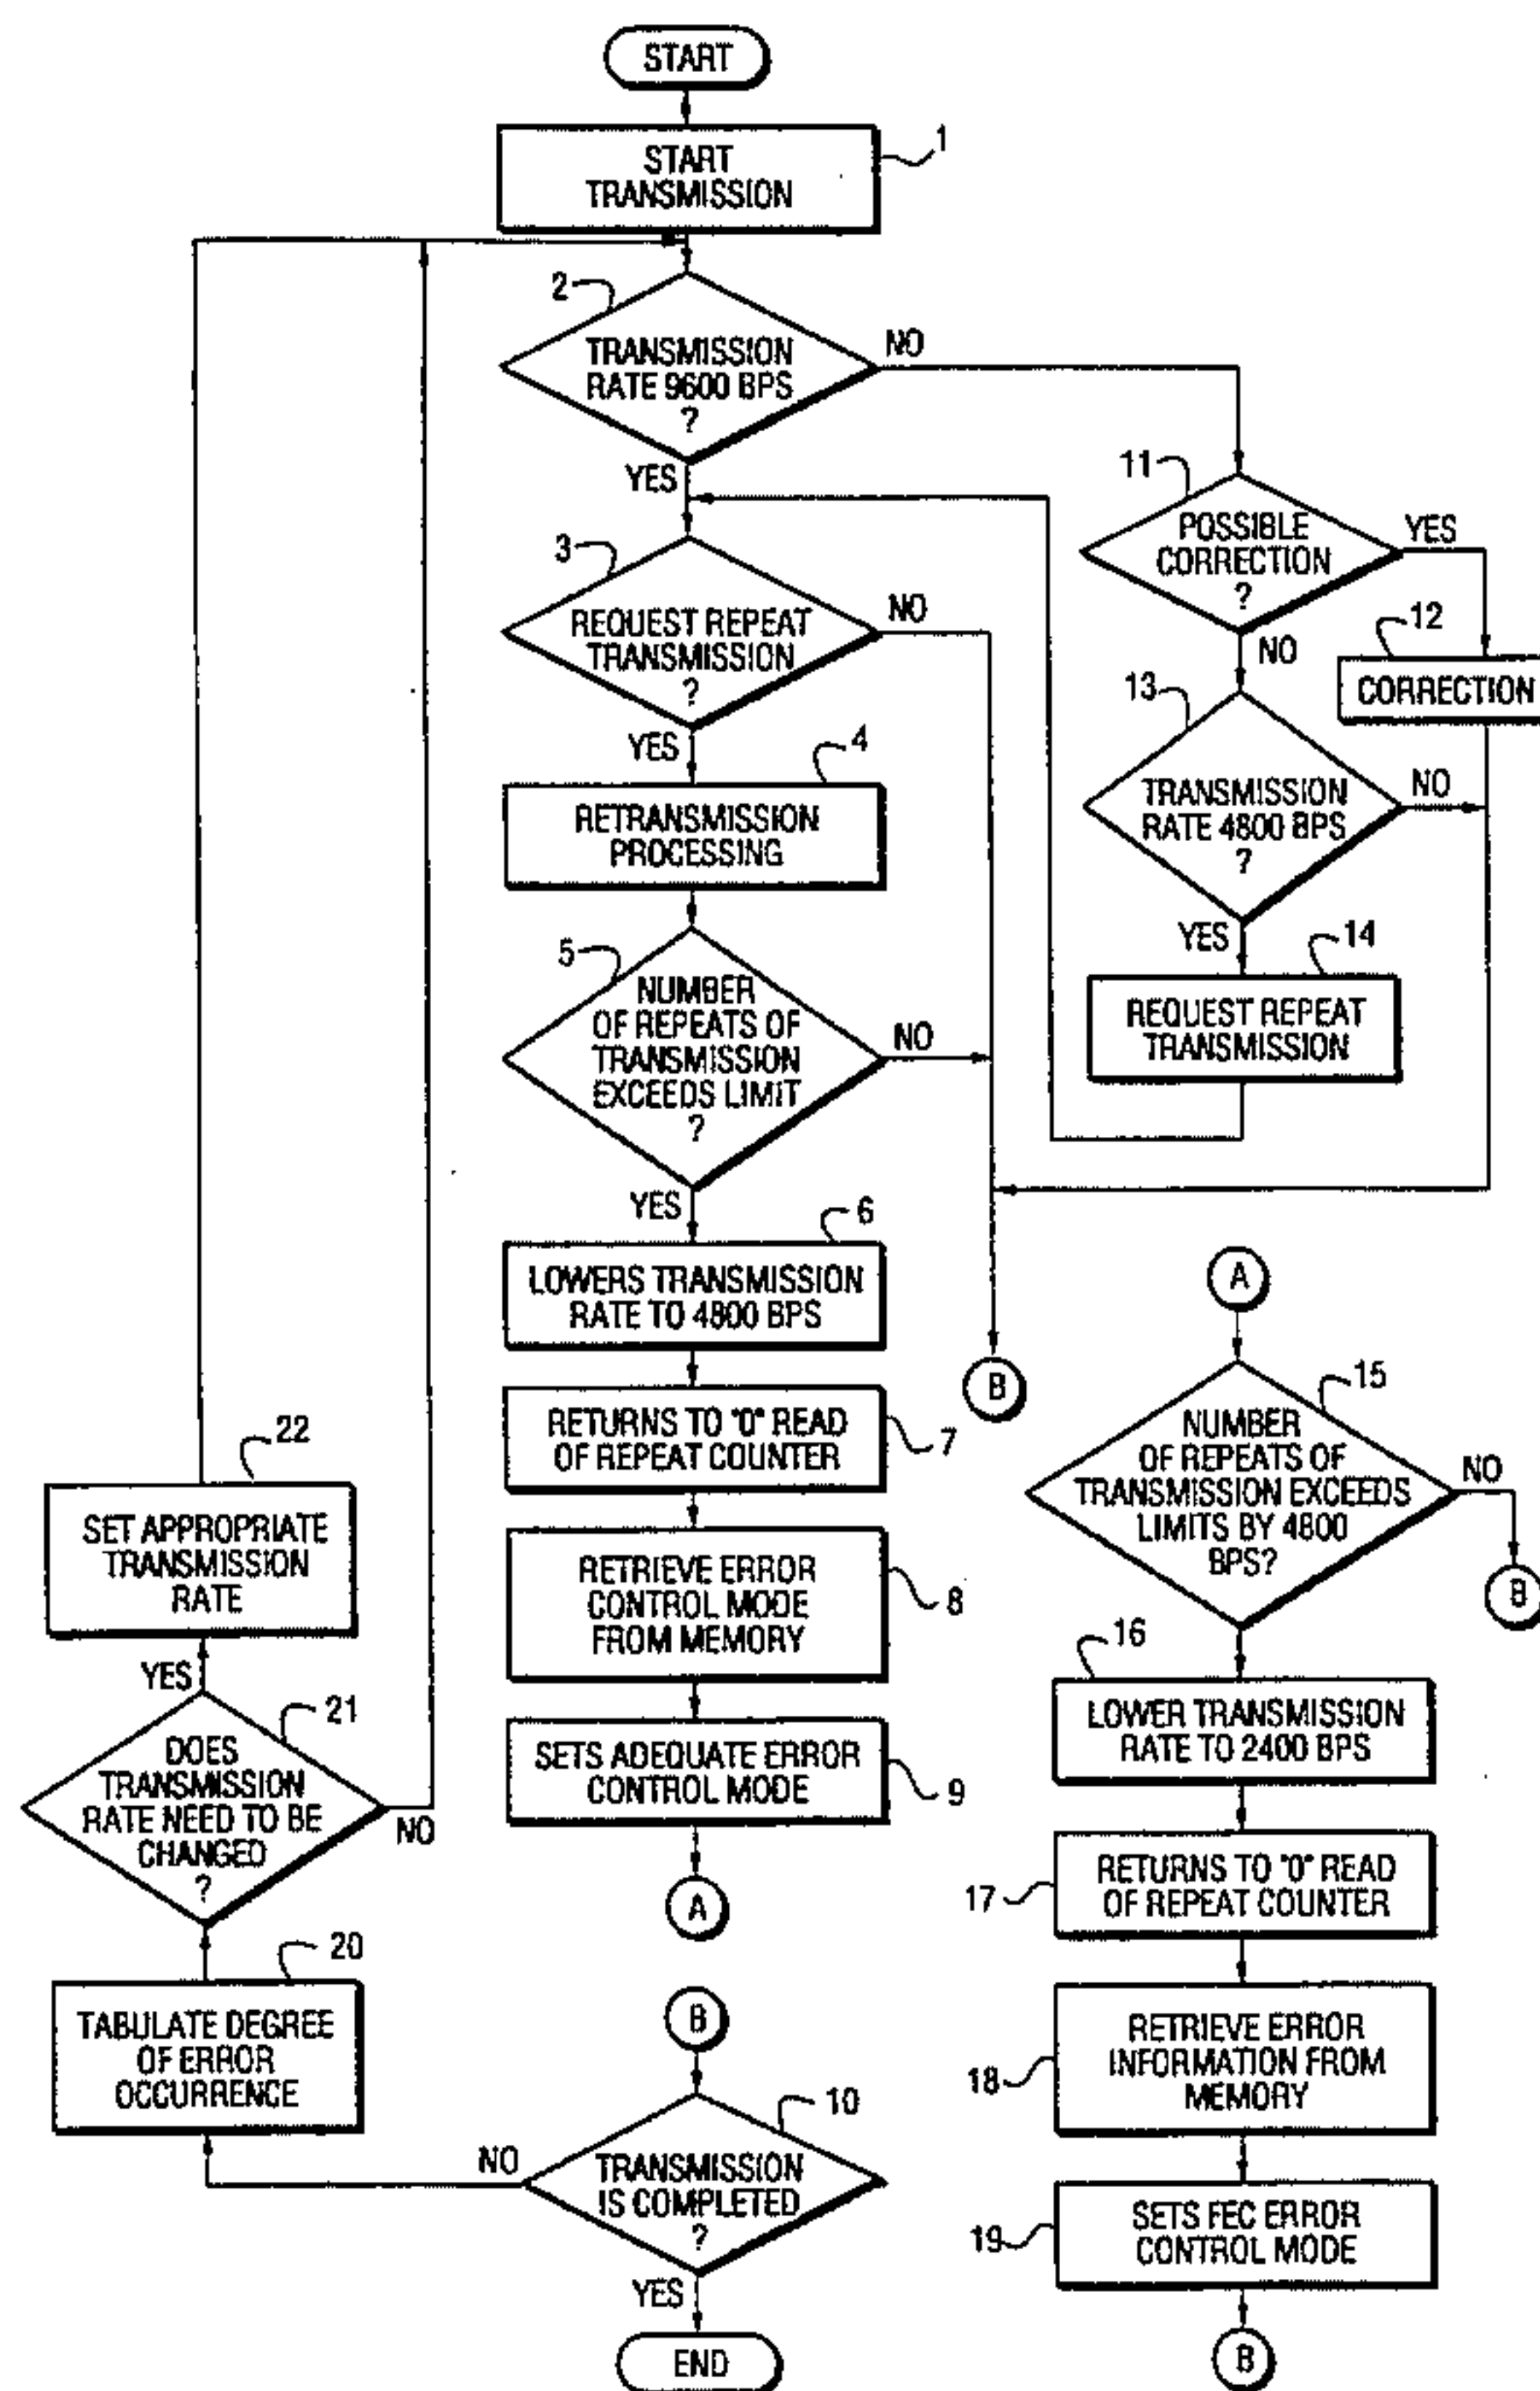 START
1
START
TRANSMISSION
2
TRANSMISSION
RATE 9600 BPS
?
NO
YES
3
REQUEST REPEAT
TRANSMISSION
?
NO
YES
4
RETRANSMISSION
PROCESSING
5
NUMBER
OF REPEATS OF
TRANSMISSION
EXCEEDS LIMIT
?
NO
YES
6
LOWERS TRANSMISSION
RATE TO 4800 BPS
RETURNS TO "0" READ
OF REPEAT COUNTER
7
RETRIEVE ERROR
CONTROL MODE
FROM MEMORY
8
SETS ADEQUATE ERROR
CONTROL MODE
9
A
B
11
POSSIBLE
CORRECTION
?
YES
NO
12
CORRECTION
13
TRANSMISSION
RATE 4800 BPS
?
NO
YES
14
REQUEST REPEAT
TRANSMISSION
A
15
NUMBER
OF REPEATS OF
TRANSMISSION EXCEEDS
LIMITS BY 4800
BPS?
NO
B
16
LOWER TRANSMISSION
RATE TO 2400 BPS
17
RETURNS TO "0" READ
OF REPEAT COUNTER
18
RETRIEVE ERROR
INFORMATION FROM
MEMORY
19
SETS FEC ERROR
CONTROL MODE
B
B
10
TRANSMISSION
IS COMPLETED
?
NO
YES
END
20
TABULATE DEGREE
OF ERROR
OCCURRENCE
21
DOES
TRANSMISSION
RATE NEED TO BE
CHANGED
?
NO
YES
22
SET APPROPRIATE
TRANSMISSION
RATE